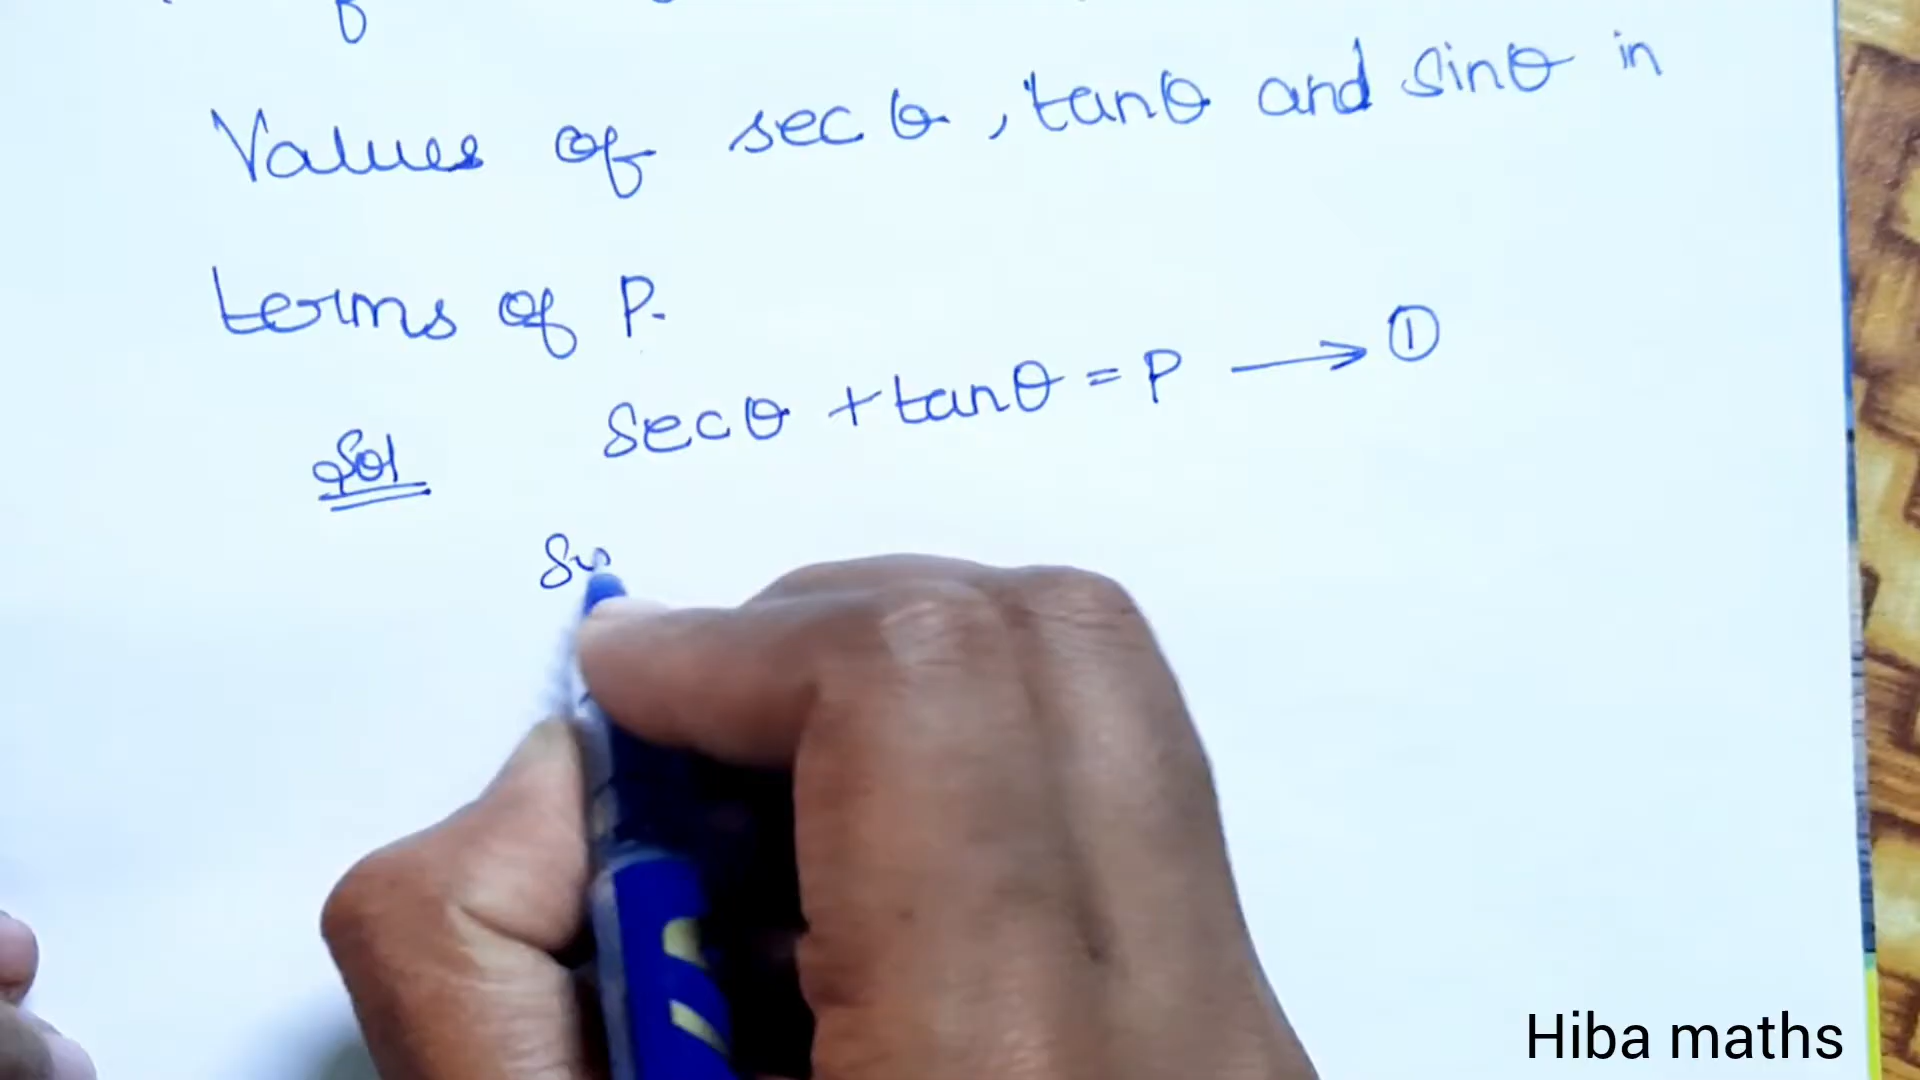 Values of secθ, tanθ and sinθ in
terms of P.
Sol secθ + tanθ = P ⟶ ①
Hiba maths